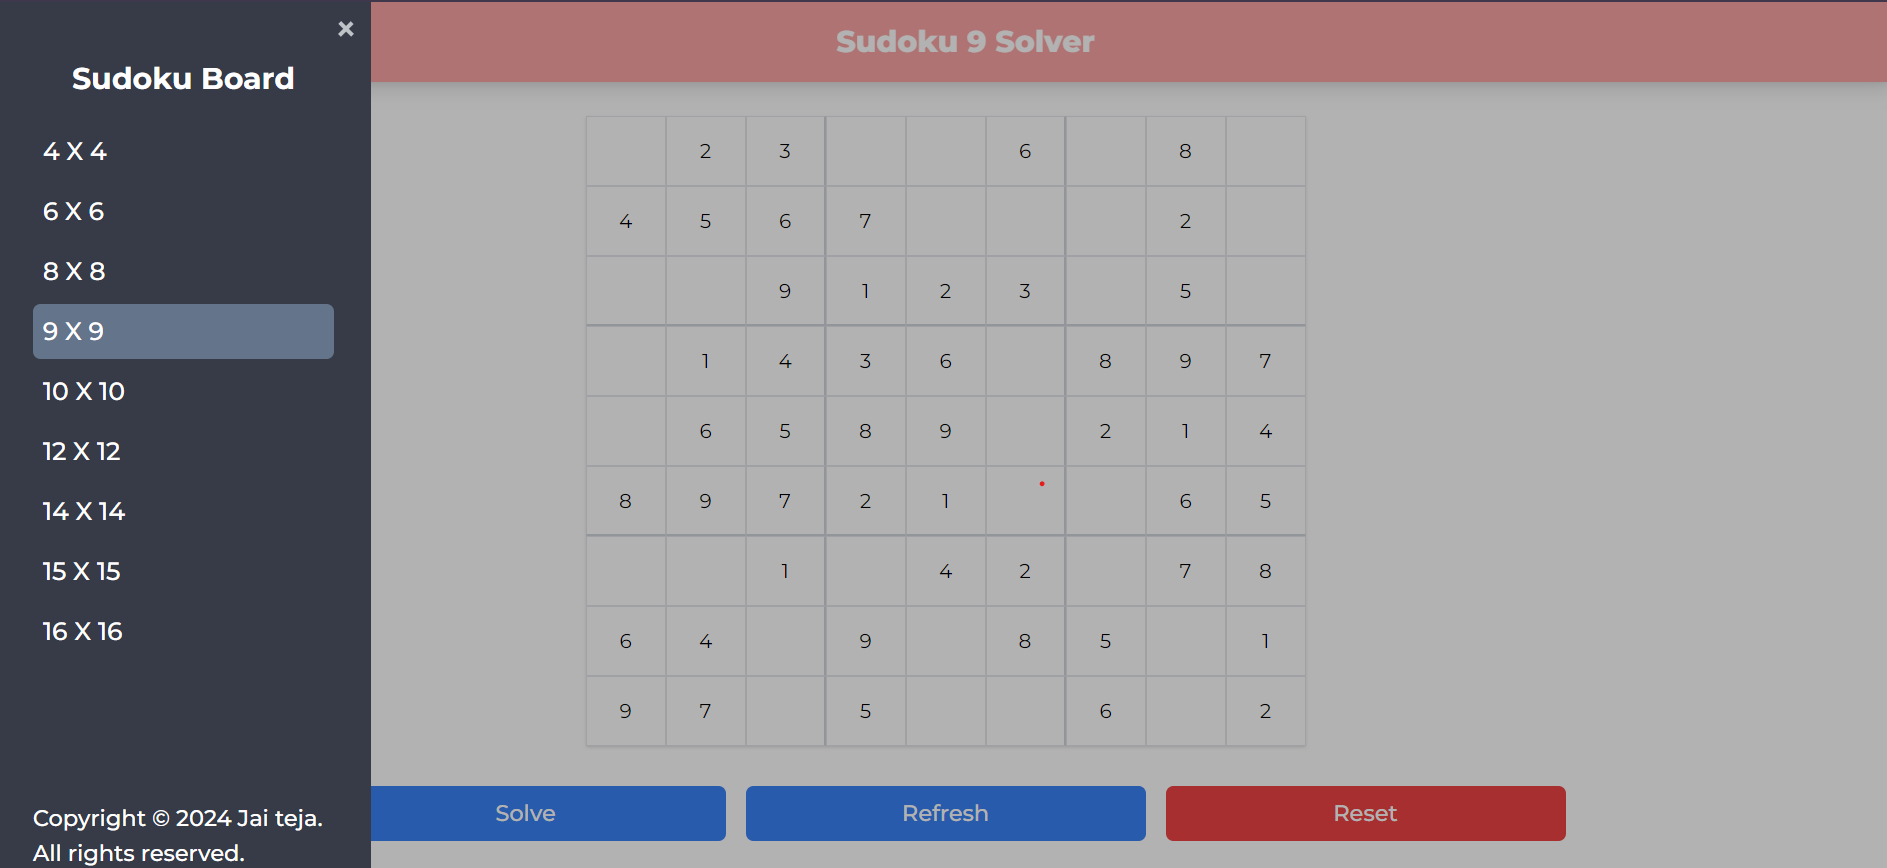 ×
Sudoku Board
4 X 4
6 X 6
8 X 8
9 X 9
10 X 10
12 X 12
14 X 14
15 X 15
16 X 16
Copyright © 2024 Jai teja.
All rights reserved.
Sudoku 9 Solver
2 3 6 8
4 5 6 7 2
9 1 2 3 5
1 4 3 6 8 9 7
6 5 8 9 2 1 4
8 9 7 2 1 6 5
1 4 2 7 8
6 4 9 8 5 1
9 7 5 6 2
Solve Refresh Reset